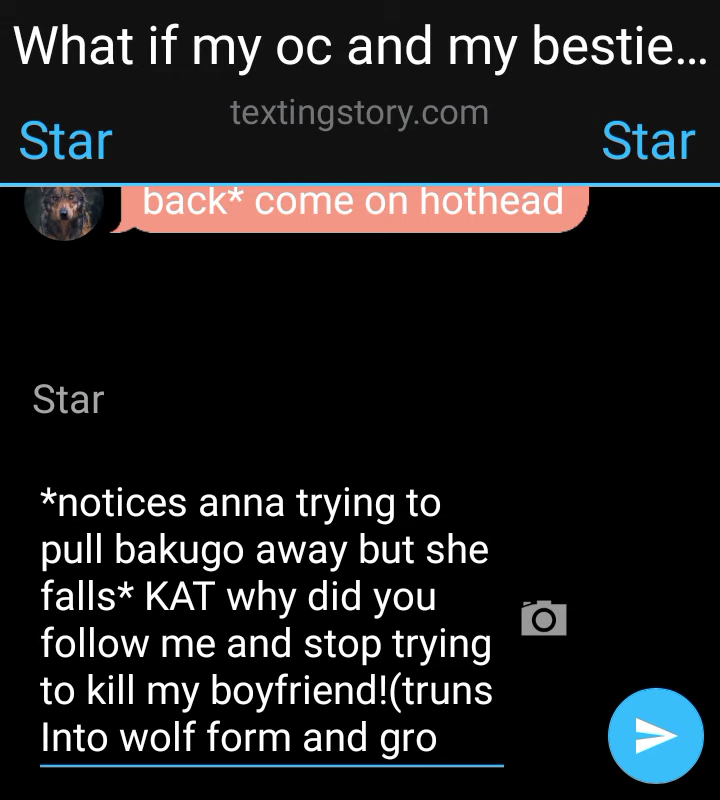 What if my oc and my bestie...
textingstory.com
Star
Star
back* come on hothead
Star
*notices anna trying to
pull bakugo away but she
falls* KAT why did you
follow me and stop trying
to kill my boyfriend!(truns
Into wolf form and gro